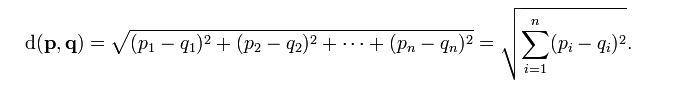 d(p, q) = √((p₁ − q₁)² + (p₂ − q₂)² + ⋯ + (pₙ − qₙ)²) = √(∑ᵢ₌₁ⁿ (pᵢ − qᵢ)²).